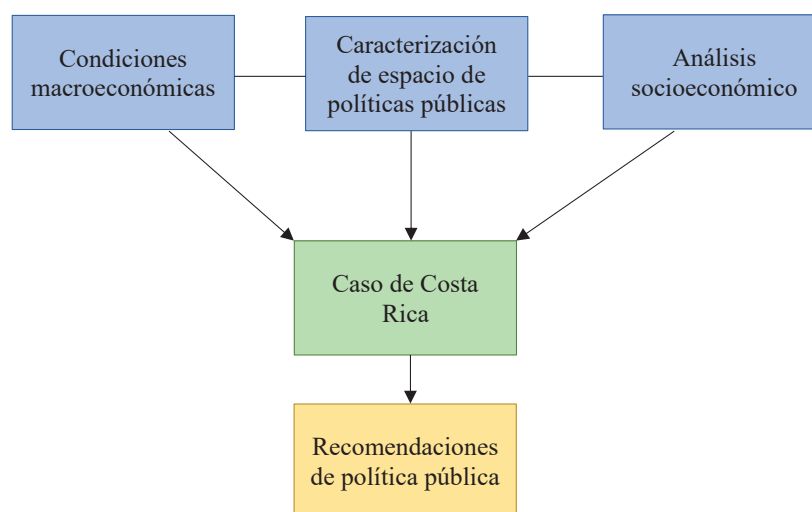 Condiciones
macroeconómicas
Caracterización
de espacio de
políticas públicas
Análisis
socioeconómico
Caso de Costa
Rica
Recomendaciones
de política pública